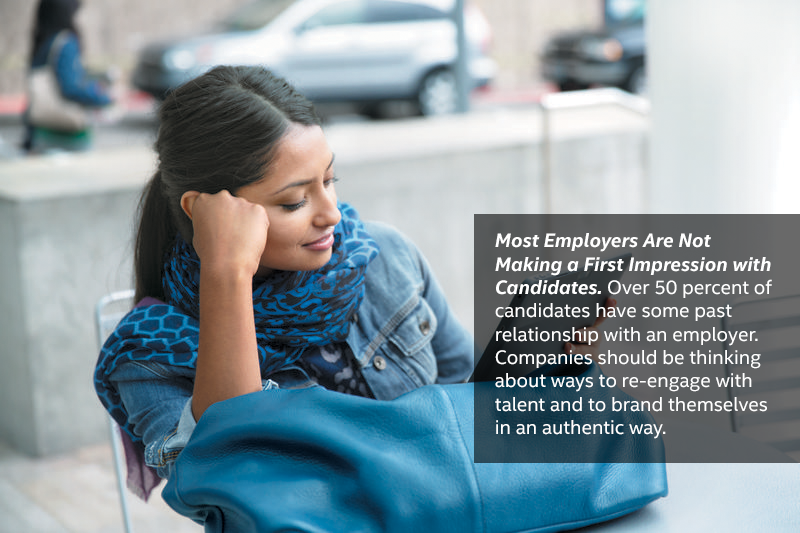 Most Employers Are Not
Making a First Impression with
Candidates. Over 50 percent of
candidates have some past
relationship with an employer.
Companies should be thinking
about ways to re-engage with
talent and to brand themselves
in an authentic way.